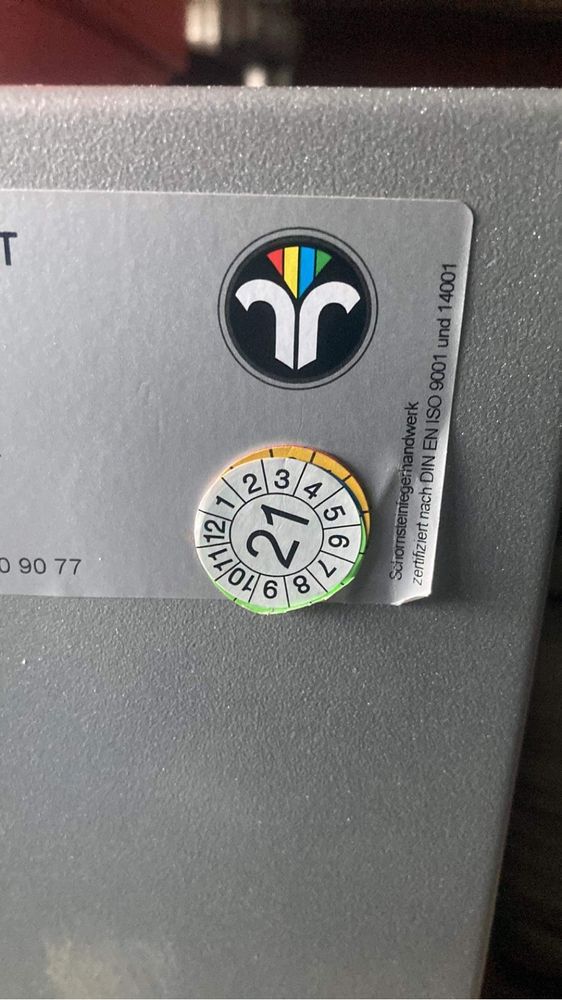 T
0 90 77
Schornsteinfegerhandwerk
zertifiziert nach DIN EN ISO 9001 und 14001
1 2 3 4 5 6 7 8 9 10 11 12
21